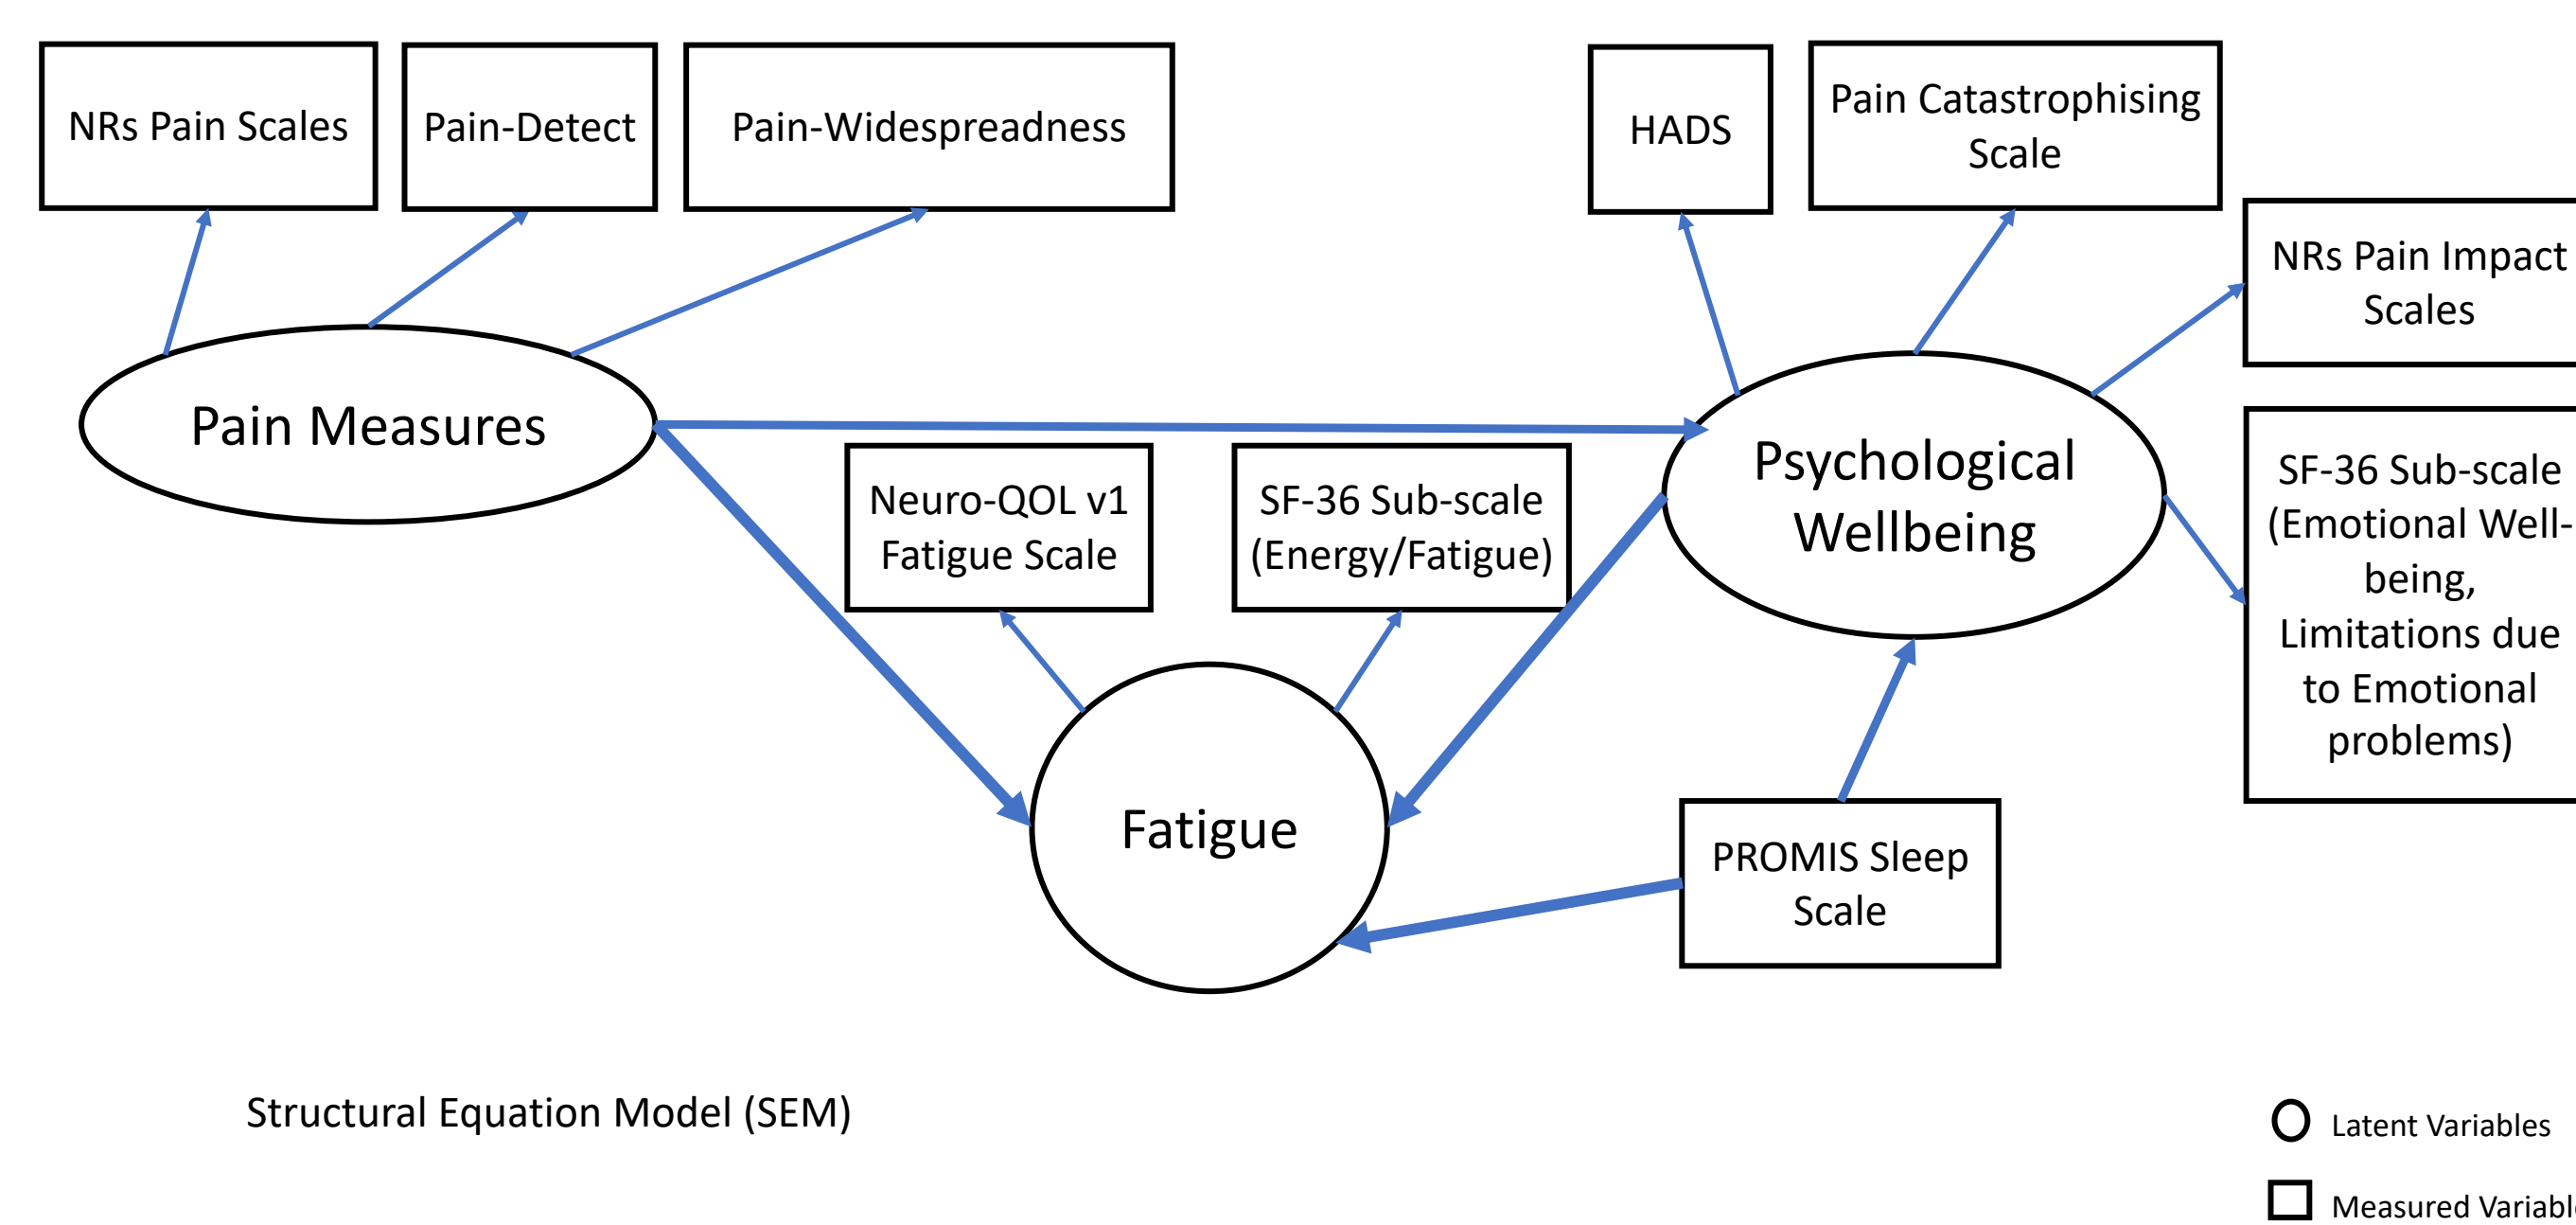 NRs Pain Scales
Pain-Detect
Pain-Widespreadness
HADS
Pain Catastrophising
Scale
NRs Pain Impact
Scales
Pain Measures
Psychological
Wellbeing
Neuro-QOL v1
Fatigue Scale
SF-36 Sub-scale
(Energy/Fatigue)
SF-36 Sub-scale
(Emotional Well-
being,
Limitations due
to Emotional
problems)
Fatigue
PROMIS Sleep
Scale
Structural Equation Model (SEM)
Latent Variables
Measured